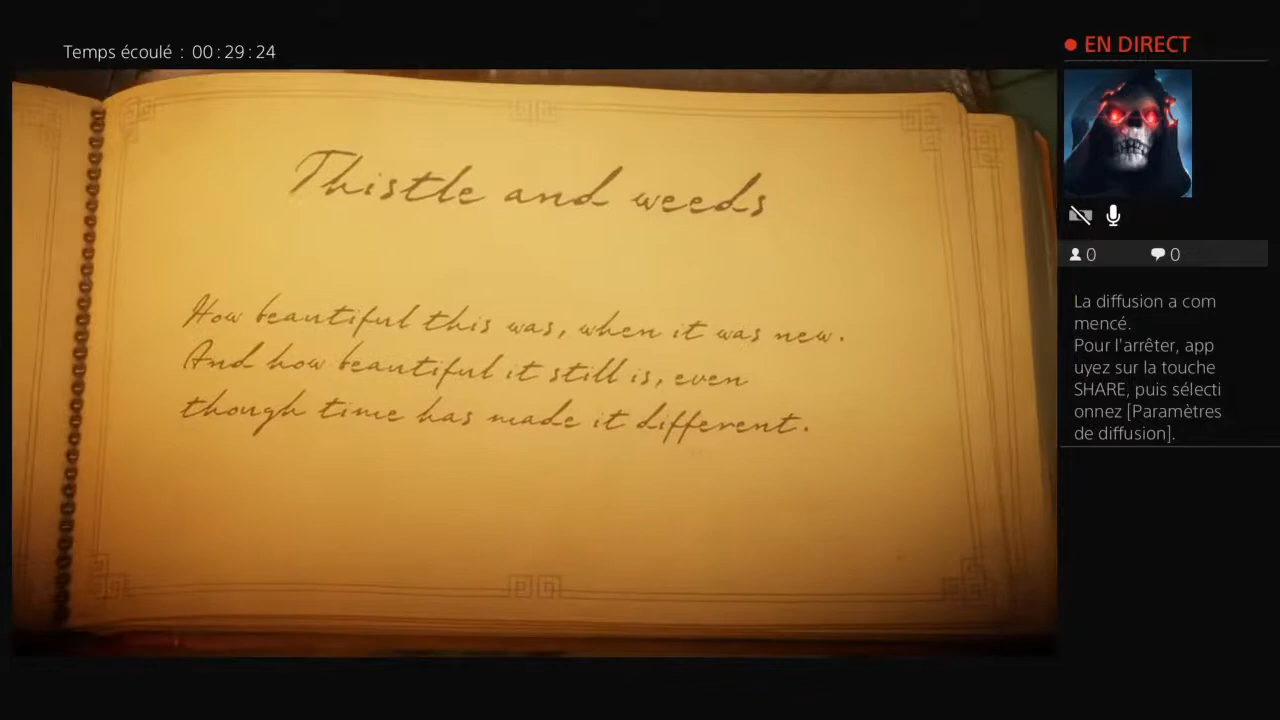 Temps écoulé : 00:29:24
EN DIRECT
Thistle and weeds
How beautiful this was, when it was new.
And how beautiful it still is, even
though time has made it different.
0
0
La diffusion a com
mencé.
Pour l'arrêter, app
uyez sur la touche
SHARE, puis sélecti
onnez [Paramètres
de diffusion].